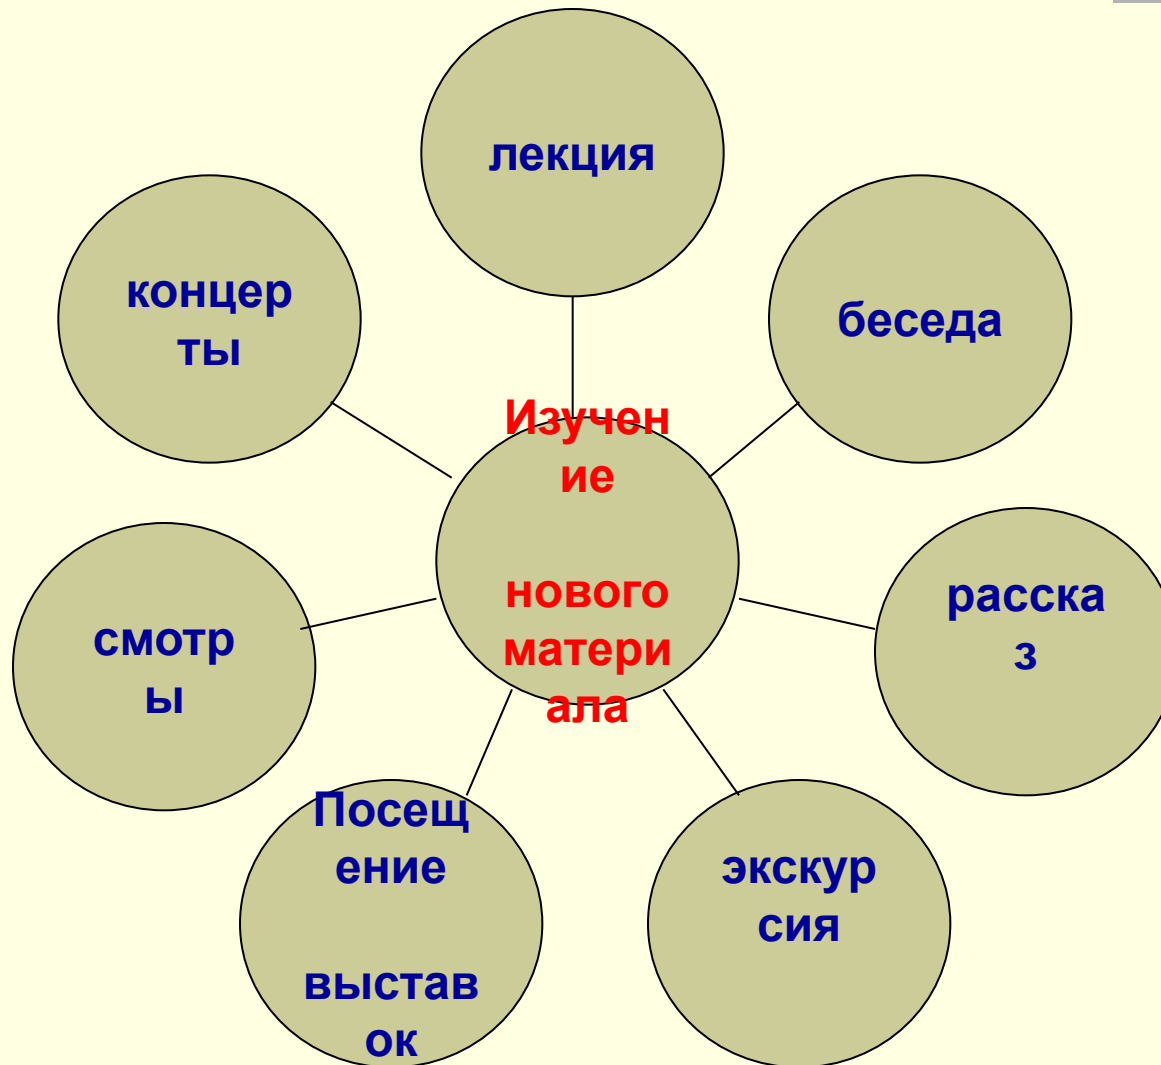 лекция
концер
ты
беседа
Изучен
ие
нового
матери
ала
смотр
ы
расска
з
Посещ
ение
выстав
ок
экскур
сия